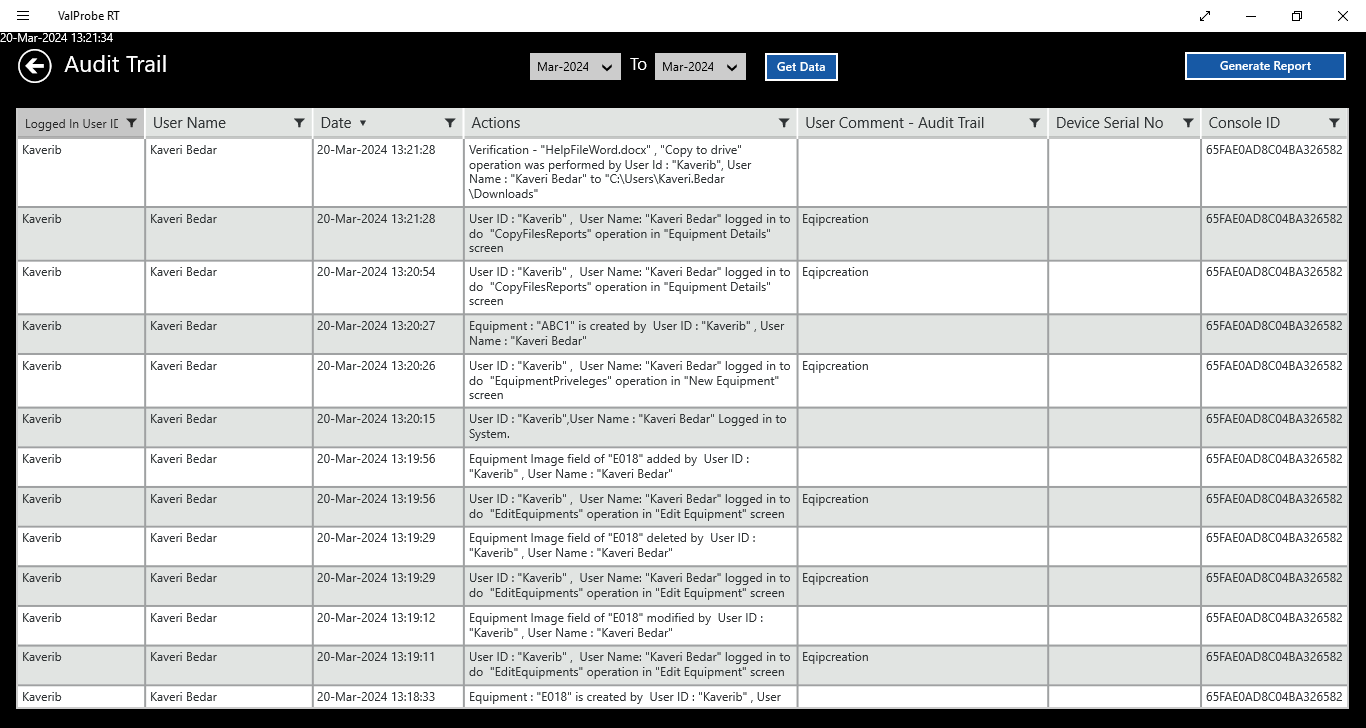 ValProbe RT
20-Mar-2024 13:21:34
Audit Trail
Mar-2024 To Mar-2024 Get Data Generate Report
Logged In User ID User Name Date Actions User Comment - Audit Trail Device Serial No Console ID
Kaverib Kaveri Bedar 20-Mar-2024 13:21:28 Verification - "HelpFileWord.docx" , "Copy to drive" 65FAE0AD8C04BA326582
operation was performed by User Id : "Kaverib", User
Name : "Kaveri Bedar" to "C:\Users\Kaveri.Bedar
\Downloads"
Kaverib Kaveri Bedar 20-Mar-2024 13:21:28 User ID : "Kaverib" , User Name: "Kaveri Bedar" logged in to Eqipcreation 65FAE0AD8C04BA326582
do "CopyFilesReports" operation in "Equipment Details"
screen
Kaverib Kaveri Bedar 20-Mar-2024 13:20:54 User ID : "Kaverib" , User Name: "Kaveri Bedar" logged in to Eqipcreation 65FAE0AD8C04BA326582
do "CopyFilesReports" operation in "Equipment Details"
screen
Kaverib Kaveri Bedar 20-Mar-2024 13:20:27 Equipment : "ABC1" is created by User ID : "Kaverib" , User 65FAE0AD8C04BA326582
Name : "Kaveri Bedar"
Kaverib Kaveri Bedar 20-Mar-2024 13:20:26 User ID : "Kaverib" , User Name: "Kaveri Bedar" logged in to Eqipcreation 65FAE0AD8C04BA326582
do "EquipmentPriveleges" operation in "New Equipment"
screen
Kaverib Kaveri Bedar 20-Mar-2024 13:20:15 User ID : "Kaverib",User Name : "Kaveri Bedar" Logged in to 65FAE0AD8C04BA326582
System.
Kaverib Kaveri Bedar 20-Mar-2024 13:19:56 Equipment Image field of "E018" added by User ID : 65FAE0AD8C04BA326582
"Kaverib" , User Name : "Kaveri Bedar"
Kaverib Kaveri Bedar 20-Mar-2024 13:19:56 User ID : "Kaverib" , User Name: "Kaveri Bedar" logged in to Eqipcreation 65FAE0AD8C04BA326582
do "EditEquipments" operation in "Edit Equipment" screen
Kaverib Kaveri Bedar 20-Mar-2024 13:19:29 Equipment Image field of "E018" deleted by User ID : 65FAE0AD8C04BA326582
"Kaverib" , User Name : "Kaveri Bedar"
Kaverib Kaveri Bedar 20-Mar-2024 13:19:29 User ID : "Kaverib" , User Name: "Kaveri Bedar" logged in to Eqipcreation 65FAE0AD8C04BA326582
do "EditEquipments" operation in "Edit Equipment" screen
Kaverib Kaveri Bedar 20-Mar-2024 13:19:12 Equipment Image field of "E018" modified by User ID : 65FAE0AD8C04BA326582
"Kaverib" , User Name : "Kaveri Bedar"
Kaverib Kaveri Bedar 20-Mar-2024 13:19:11 User ID : "Kaverib" , User Name: "Kaveri Bedar" logged in to Eqipcreation 65FAE0AD8C04BA326582
do "EditEquipments" operation in "Edit Equipment" screen
Kaverib Kaveri Bedar 20-Mar-2024 13:18:33 Equipment : "E018" is created by User ID : "Kaverib" , User 65FAE0AD8C04BA326582